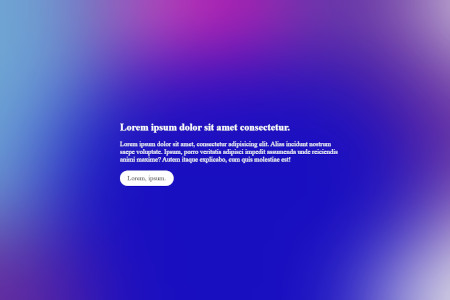 Lorem ipsum dolor sit amet consectetur.
Lorem ipsum dolor sit amet, consectetur adipisicing elit. Alias incidunt nostrum
saepe voluptate. Ipsum, porro veritatis adipisci impedit assumenda unde reiciendis
animi maxime? Autem itaque explicabo, eum quis molestiae est!
Lorem, ipsum.